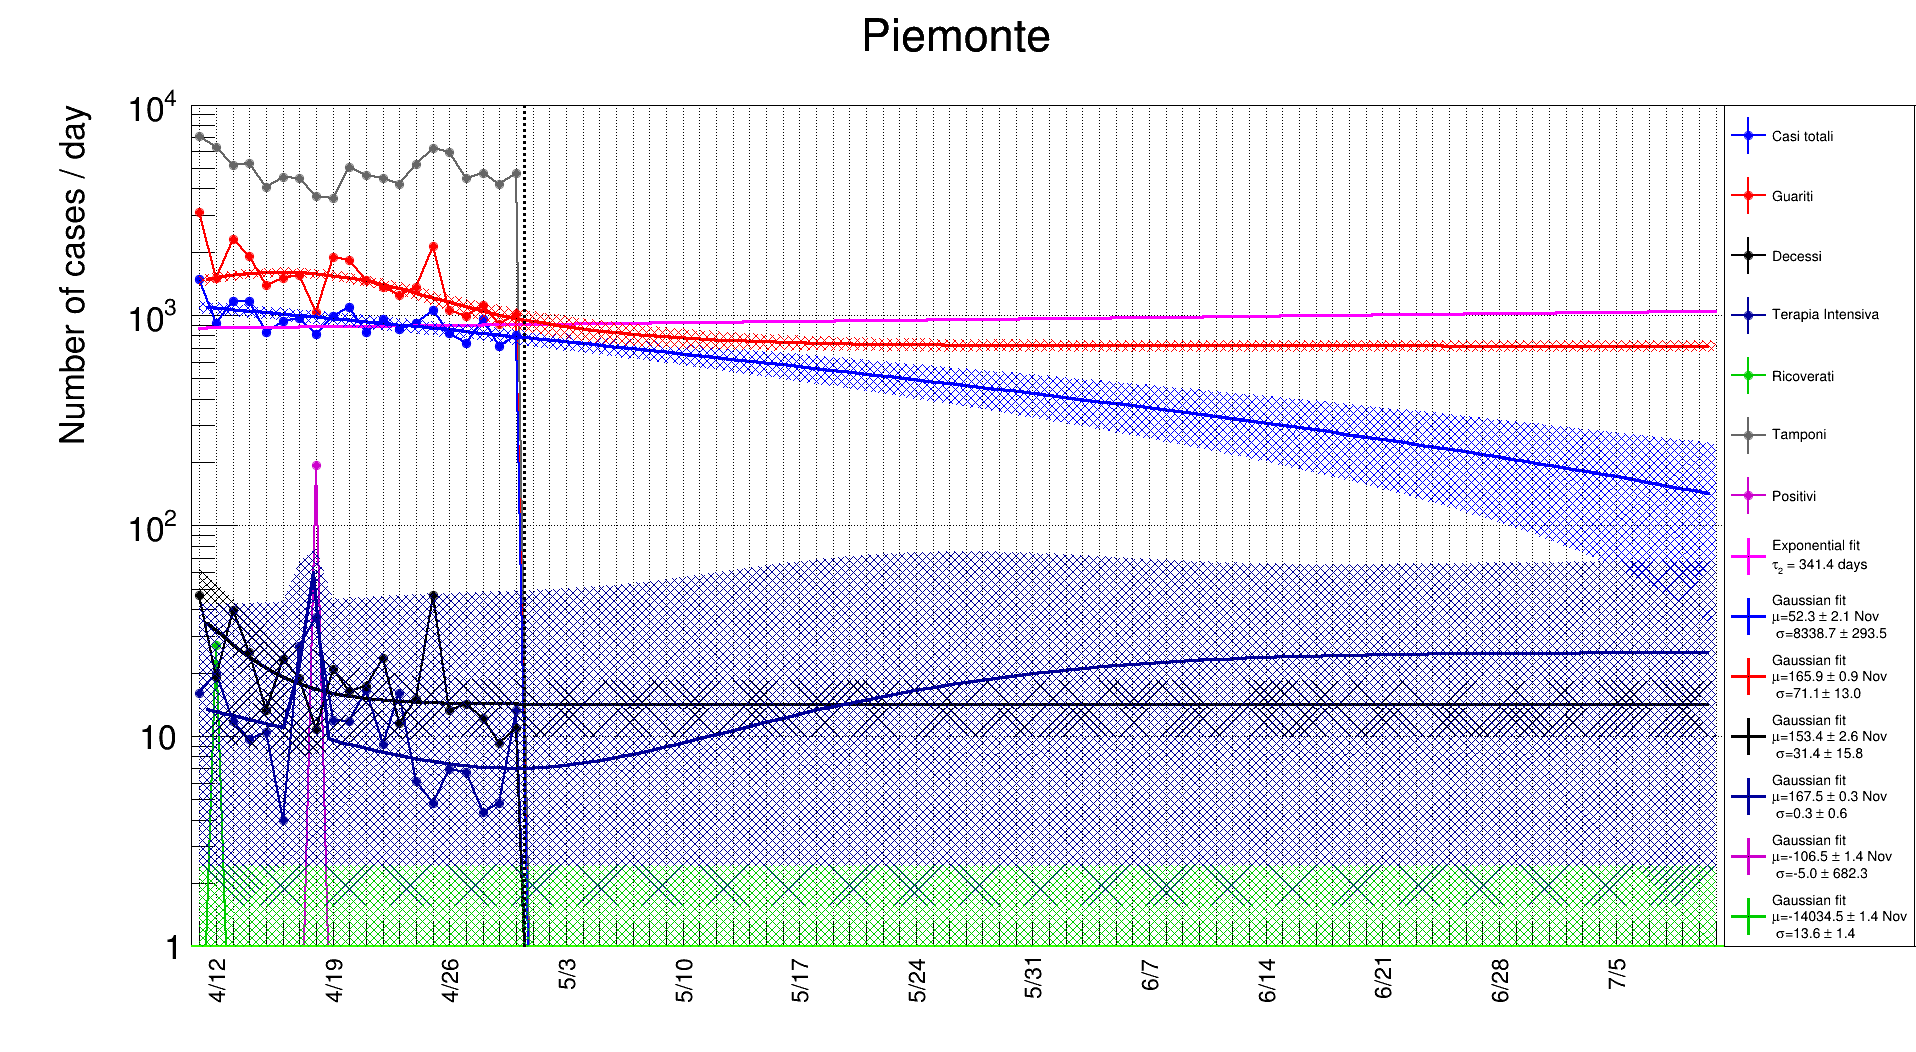 Piemonte
Number of cases / day
10^4
10^3
10^2
10
1
4/12
4/19
4/26
5/3
5/10
5/17
5/24
5/31
6/7
6/14
6/21
6/28
7/5
Casi totali
Guariti
Decessi
Terapia Intensiva
Ricoverati
Tamponi
Positivi
Exponential fit
τ₂ = 341.4 days
Gaussian fit
μ=52.3 ± 2.1 Nov
σ=8338.7 ± 293.5
Gaussian fit
μ=165.9 ± 0.9 Nov
σ=71.1 ± 13.0
Gaussian fit
μ=153.4 ± 2.6 Nov
σ=31.4 ± 15.8
Gaussian fit
μ=167.5 ± 0.3 Nov
σ=0.3 ± 0.6
Gaussian fit
μ=-106.5 ± 1.4 Nov
σ=-5.0 ± 682.3
Gaussian fit
μ=-14034.5 ± 1.4 Nov
σ=13.6 ± 1.4